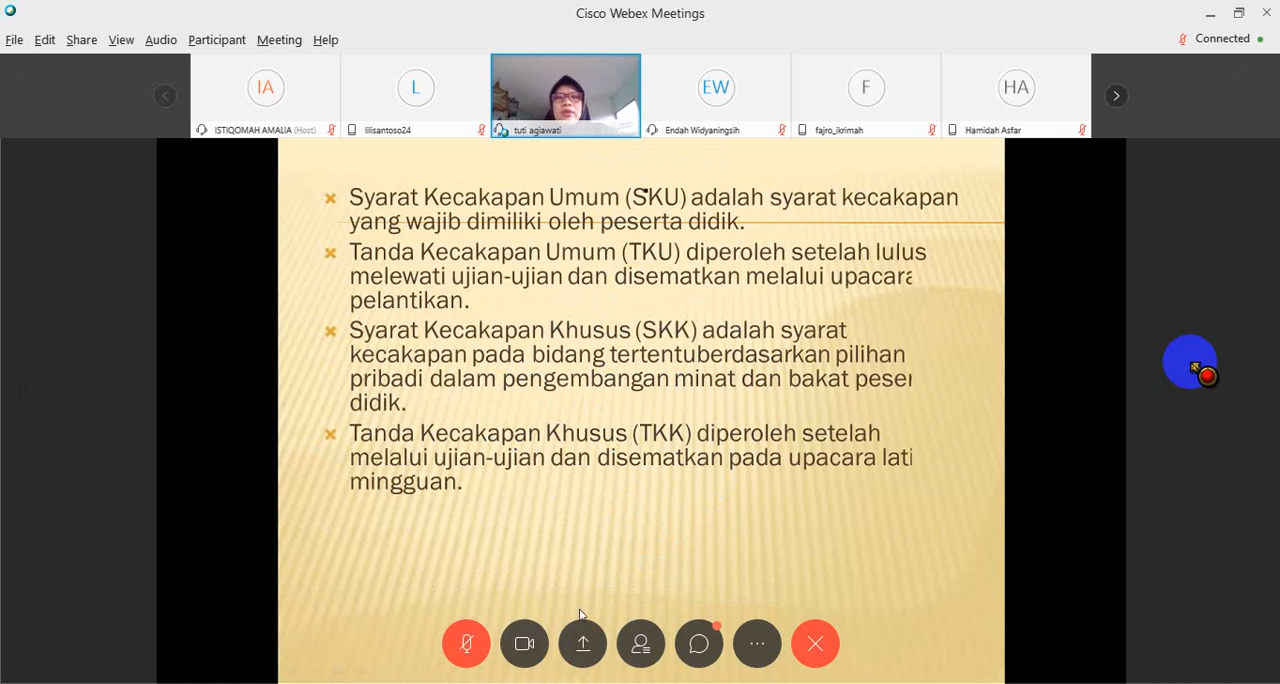 Cisco Webex Meetings
File Edit Share View Audio Participant Meeting Help
Connected
IA
L
EW
F
HA
ISTIQOMAH AMALIA (Host)
lilisantoso24
tuti agiawati
Endah Widyaningsih
fajro_ikrimah
Hamidah Asfar
Syarat Kecakapan Umum (SKU) adalah syarat kecakapan
yang wajib dimiliki oleh peserta didik.
Tanda Kecakapan Umum (TKU) diperoleh setelah lulus
melewati ujian-ujian dan disematkan melalui upacara
pelantikan.
Syarat Kecakapan Khusus (SKK) adalah syarat
kecakapan pada bidang tertentuberdasarkan pilihan
pribadi dalam pengembangan minat dan bakat peser
didik.
Tanda Kecakapan Khusus (TKK) diperoleh setelah
melalui ujian-ujian dan disematkan pada upacara lati
mingguan.